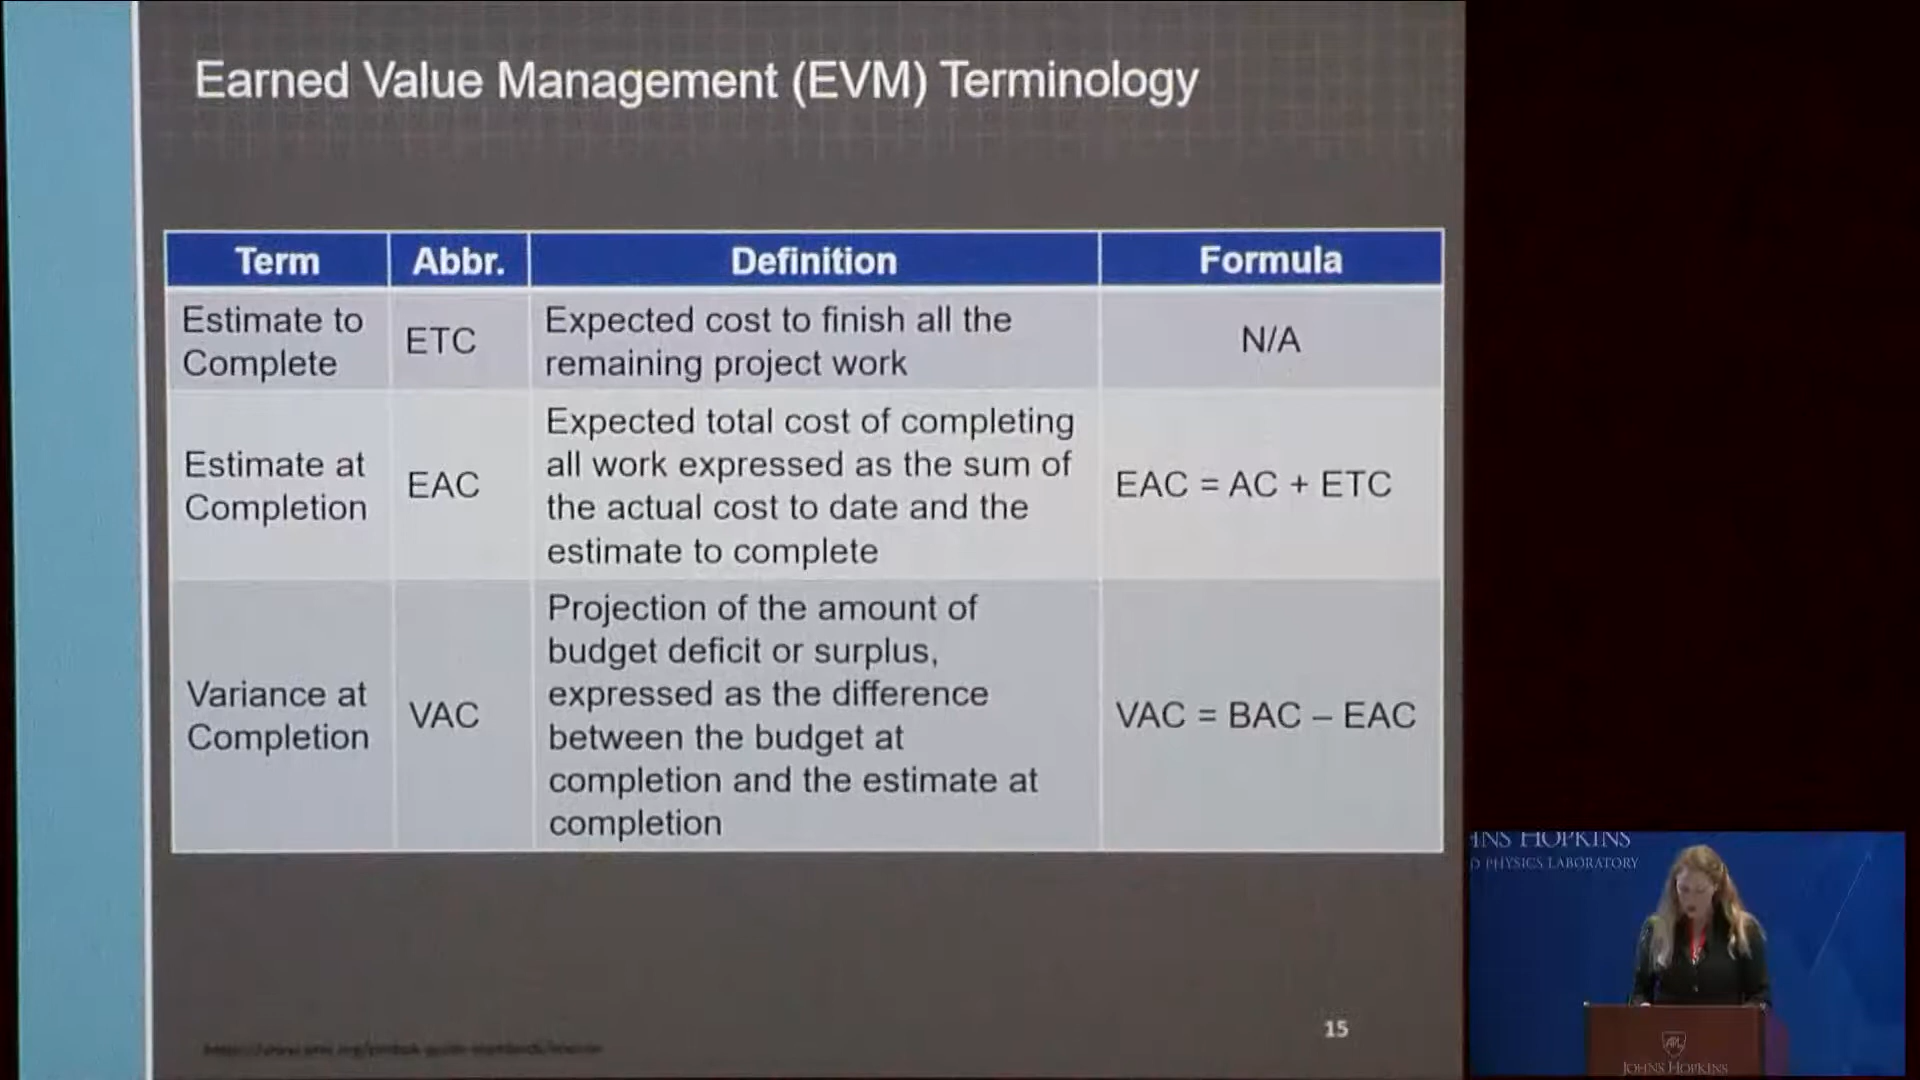 Earned Value Management (EVM) Terminology
Term Abbr. Definition Formula
Estimate to
Complete
ETC
Expected cost to finish all the
remaining project work
N/A
Estimate at
Completion
EAC
Expected total cost of completing
all work expressed as the sum of
the actual cost to date and the
estimate to complete
EAC = AC + ETC
Variance at
Completion
VAC
Projection of the amount of
budget deficit or surplus,
expressed as the difference
between the budget at
completion and the estimate at
completion
VAC = BAC – EAC
15
HNS HOPKINS
D PHYSICS LABORATORY
APL
JOHNS HOPKINS